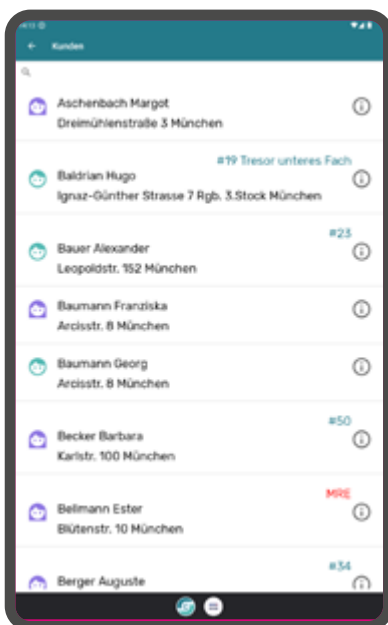 Kunden
Aschenbach Margot
Dreimühlenstraße 3 München
#19 Tresor unteres Fach
Baldrian Hugo
Ignaz-Günther Strasse 7 Rgb. 3.Stock München
#23
Bauer Alexander
Leopoldstr. 152 München
Baumann Franziska
Arcisstr. 8 München
Baumann Georg
Arcisstr. 8 München
#50
Becker Barbara
Karlstr. 100 München
MRE
Bellmann Ester
Blütenstr. 10 München
#34
Berger Auguste